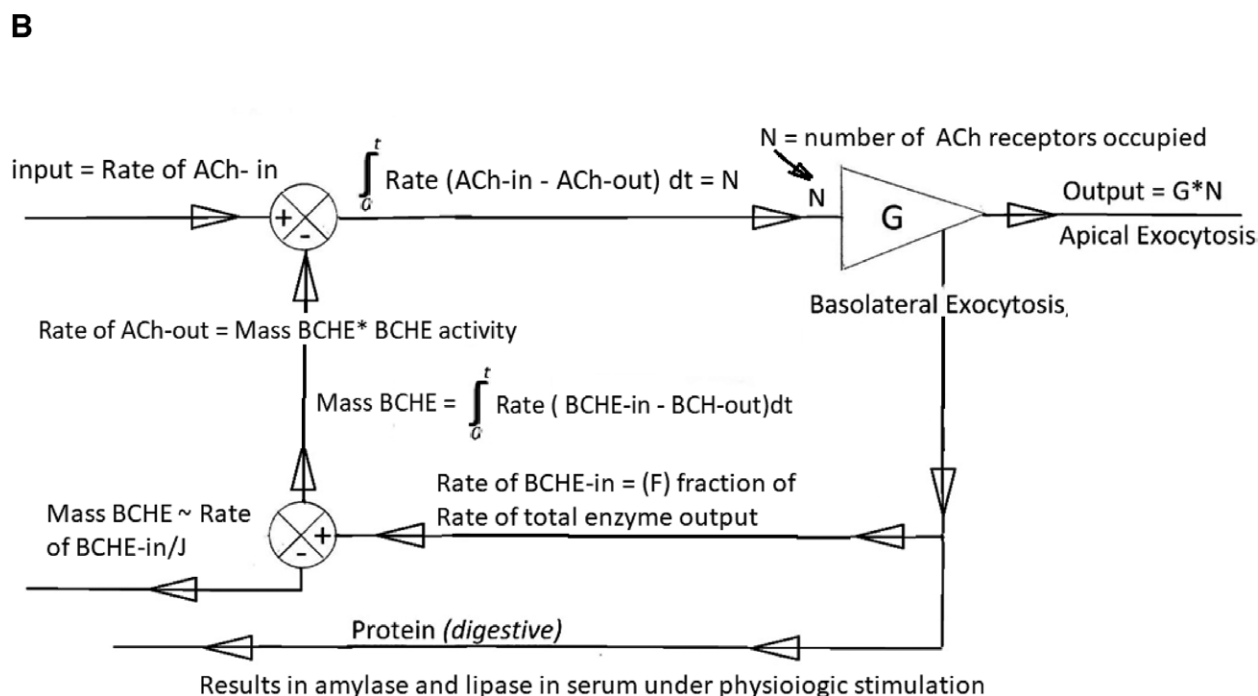 B
N = number of ACh receptors occupied
input = Rate of ACh- in
∫ t o Rate (ACh-in - ACh-out) dt = N
N
G
Output = G*N
Apical Exocytosis
+
-
Basolateral Exocytosis,
Rate of ACh-out = Mass BCHE* BCHE activity
Mass BCHE = ∫ t o Rate ( BCHE-in - BCH-out)dt
Rate of BCHE-in = (F) fraction of
Rate of total enzyme output
Mass BCHE ~ Rate
of BCHE-in/J
+
-
Protein (digestive)
Results in amylase and lipase in serum under physioiogic stimulation